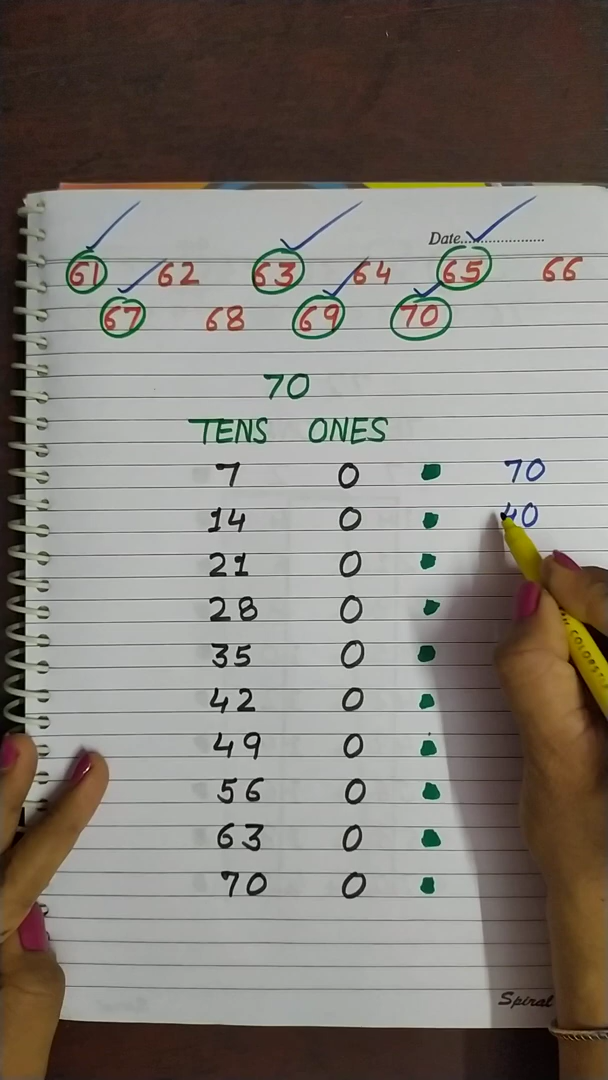 Date
61 62 63 64 65 66
67 68 69 70
70
TENS ONES
7 0 70
14 0 40
21 0
28 0
35 0
42 0
49 0
56 0
63 0
70 0
Spiral